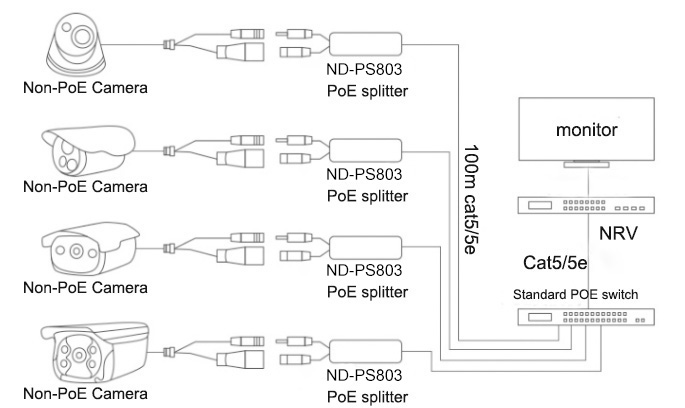 ND-PS803
PoE splitter
Non-PoE Camera
monitor
100m cat5/5e
ND-PS803
PoE splitter
Non-PoE Camera
NRV
Cat5/5e
ND-PS803
PoE splitter
Non-PoE Camera
Standard POE switch
ND-PS803
PoE splitter
Non-PoE Camera